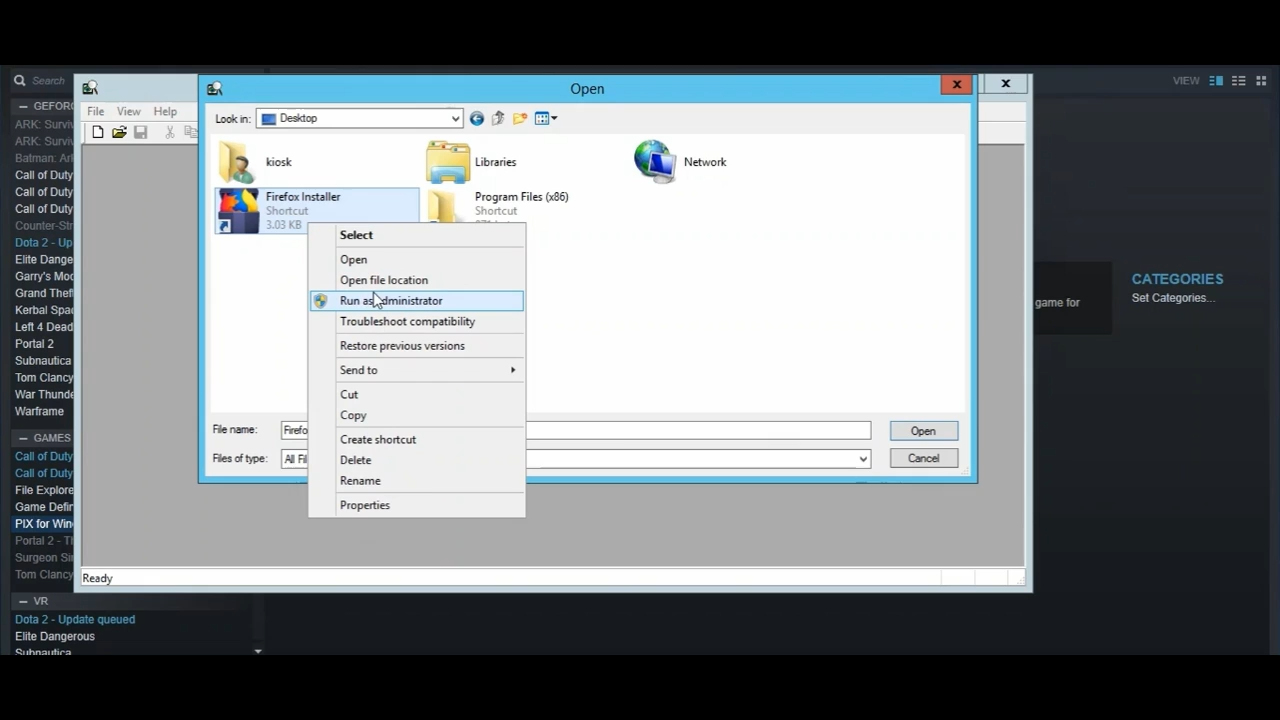 Search
VIEW
GEFORC
ARK: Surviv
ARK: Surviv
Batman: Ark
Call of Duty
Call of Duty
Call of Duty
Counter-Str
Dota 2 - Up
Elite Dange
Garry's Mod
Grand Theft
Kerbal Spac
Left 4 Dead
Portal 2
Subnautica
Tom Clancy
War Thunde
Warframe
GAMES
Call of Duty
Call of Duty
File Explore
Game Defin
PIX for Win
Portal 2 - Th
Surgeon Sim
Tom Clancy
VR
Dota 2 - Update queued
Elite Dangerous
Subnautica
File View Help
Ready
Open
Look in: Desktop
kiosk
Libraries
Network
Firefox Installer
Shortcut
3.03 KB
Program Files (x86)
Shortcut
Select
Open
Open file location
Run as administrator
Troubleshoot compatibility
Restore previous versions
Send to
Cut
Copy
Create shortcut
Delete
Rename
Properties
File name: Firefo
Open
Files of type: All Fil
Cancel
game for
CATEGORIES
Set Categories...